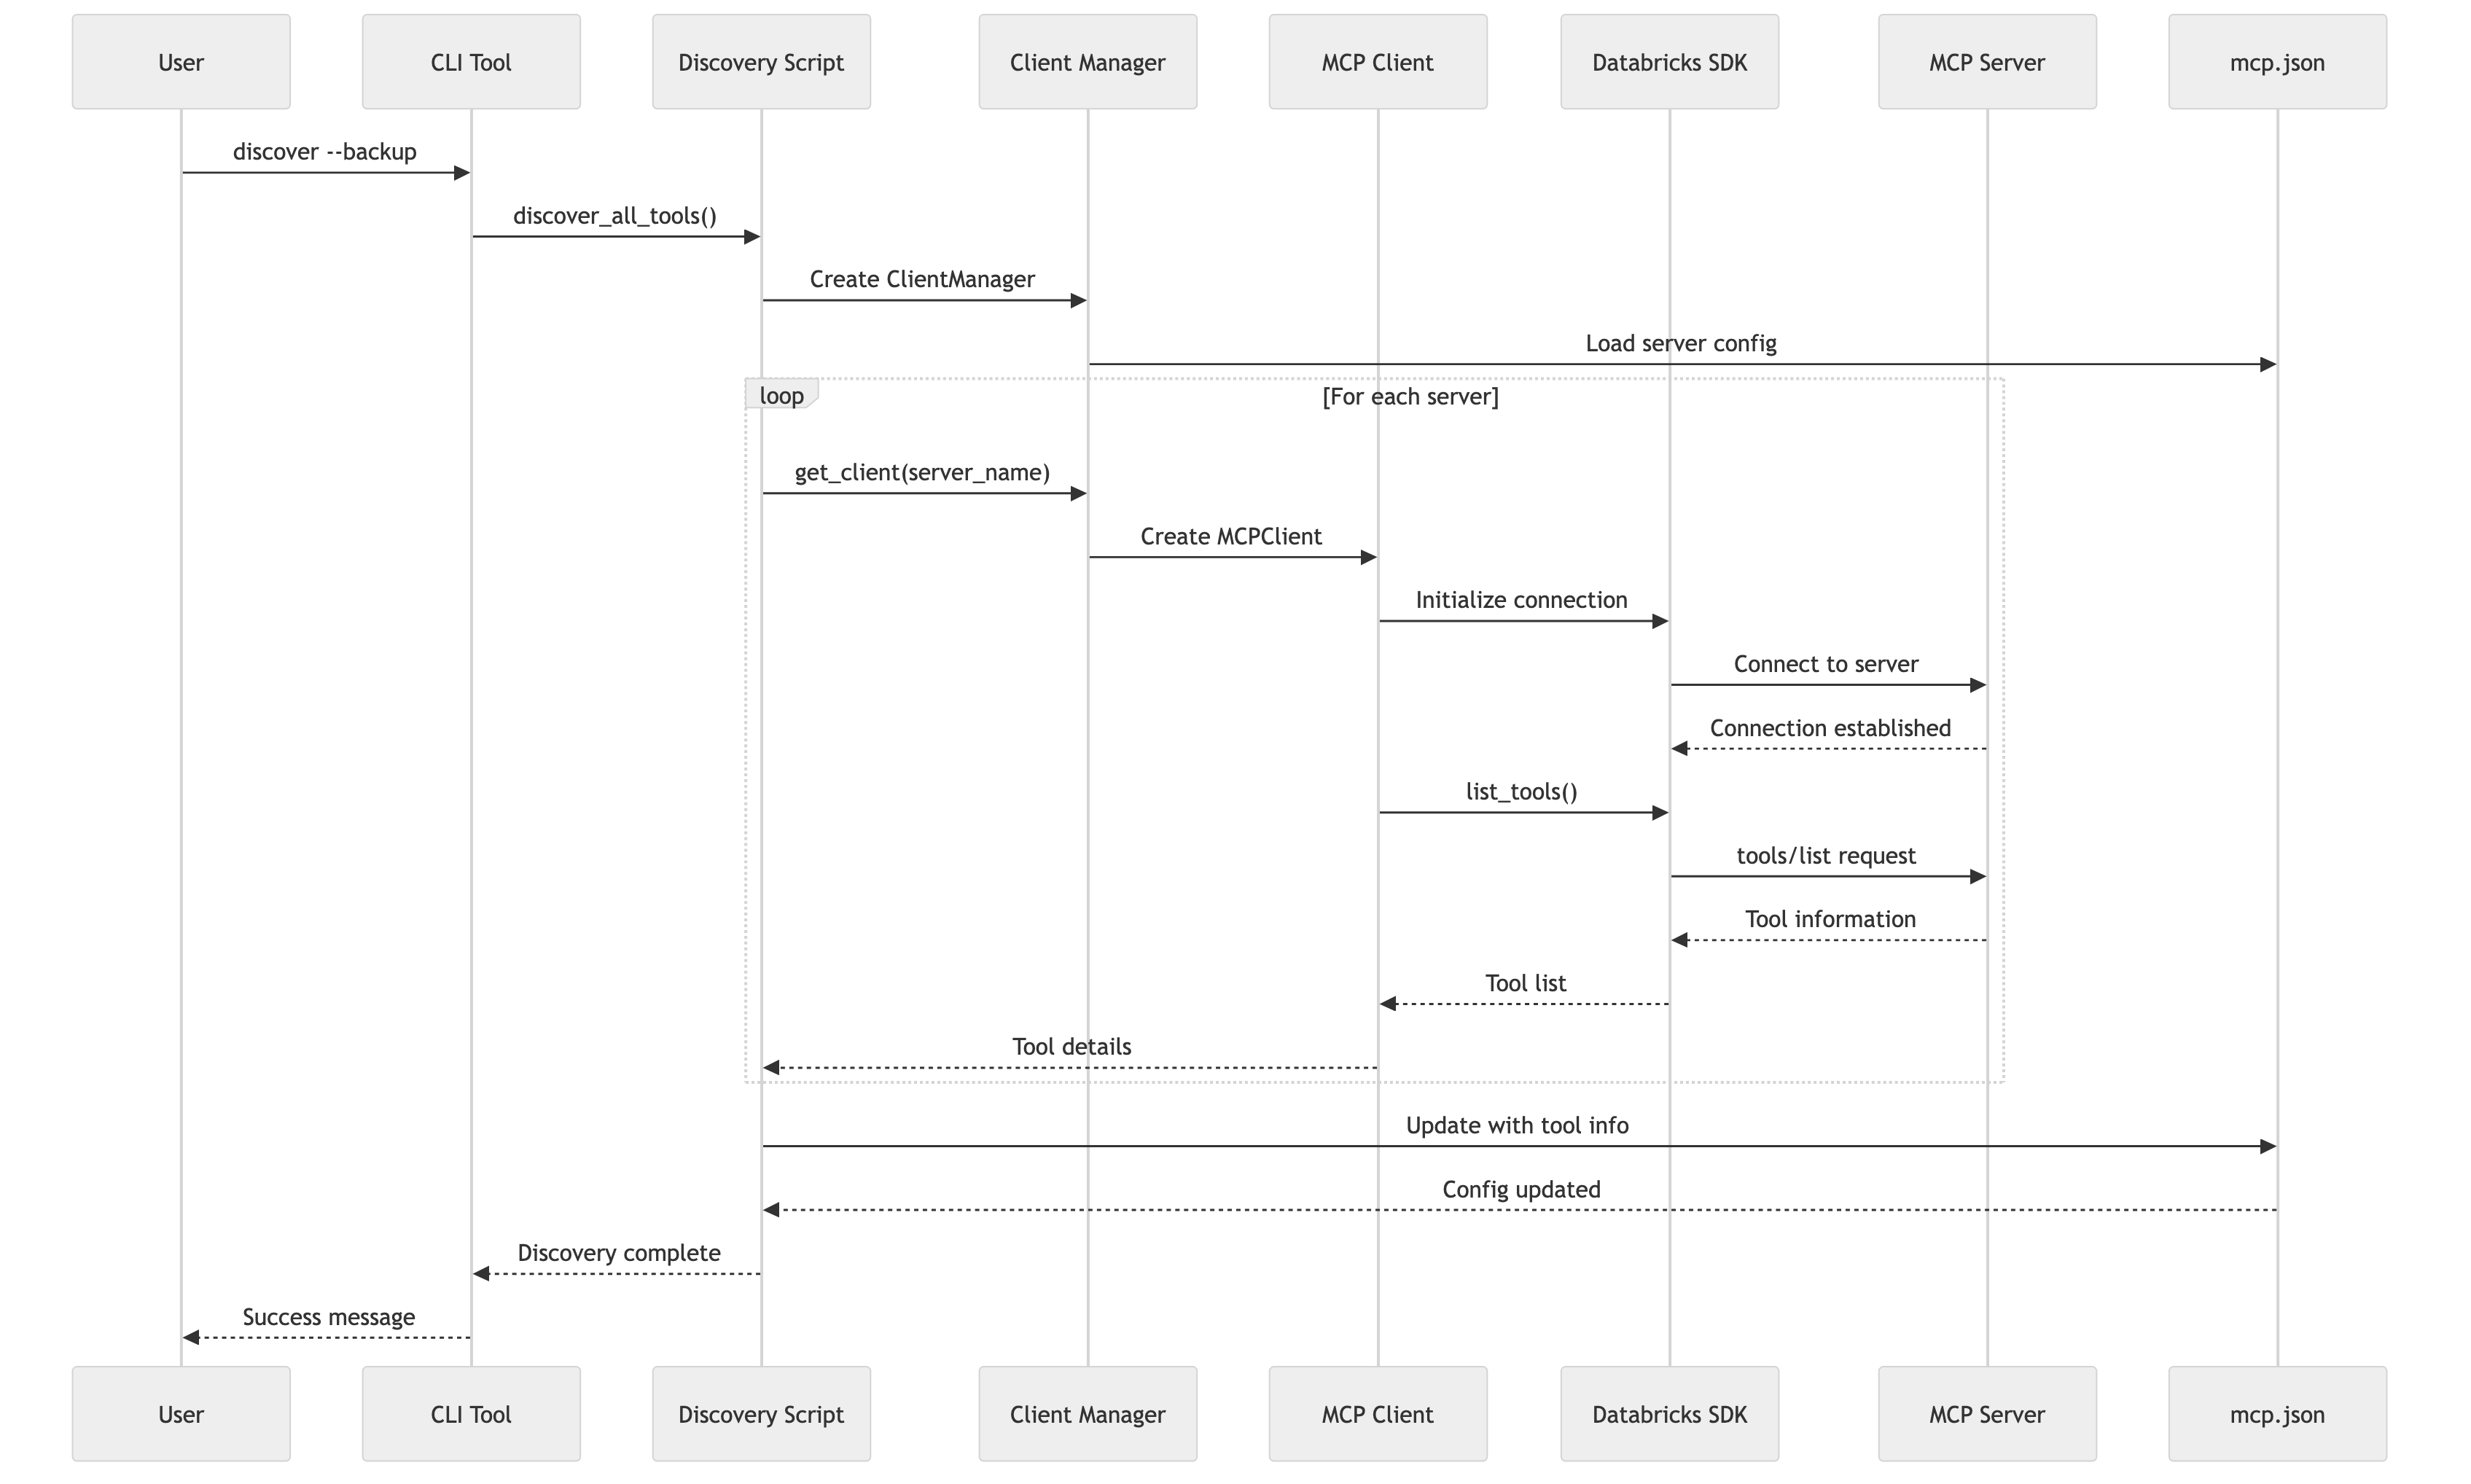 User
CLI Tool
Discovery Script
Client Manager
MCP Client
Databricks SDK
MCP Server
mcp.json
discover --backup
discover_all_tools()
Create ClientManager
Load server config
loop
[For each server]
get_client(server_name)
Create MCPClient
Initialize connection
Connect to server
Connection established
list_tools()
tools/list request
Tool information
Tool list
Tool details
Update with tool info
Config updated
Discovery complete
Success message
User
CLI Tool
Discovery Script
Client Manager
MCP Client
Databricks SDK
MCP Server
mcp.json